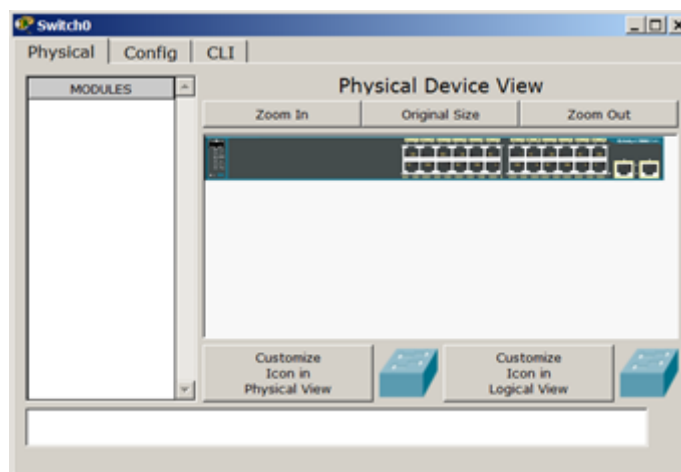 Switch0
Physical
Config
CLI
MODULES
Physical Device View
Zoom In
Original Size
Zoom Out
Customize
Icon in
Physical View
Customize
Icon in
Logical View